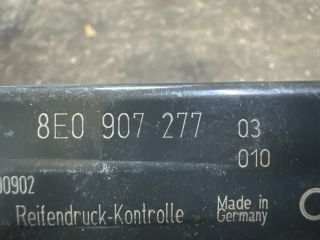 8E0 907 277 03
010
00902
Reifendruck-Kontrolle Made in
Germany